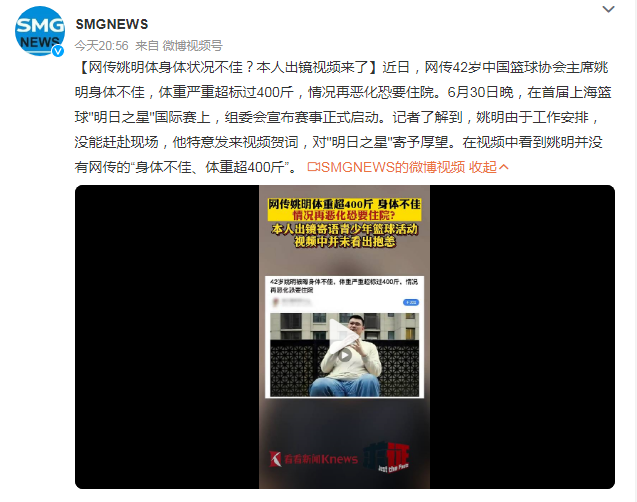 SMG
NEWS
SMGNEWS
今天20:56 来自 微博视频号
【网传姚明体身体状况不佳？本人出镜视频来了】近日，网传42岁中国篮球协会主席姚
明身体不佳，体重严重超标过400斤，情况再恶化恐要住院。6月30日晚，在首届上海篮
球"明日之星"国际赛上，组委会宣布赛事正式启动。记者了解到，姚明由于工作安排，
没能赶赴现场，他特意发来视频贺词，对"明日之星"寄予厚望。在视频中看到姚明并没
有网传的“身体不佳、体重超400斤”。 SMGNEWS的微博视频 收起
网传姚明体重超400斤 身体不佳
情况再恶化恐要住院?
本人出镜寄语青少年篮球活动
视频中并未看出抱恙
42岁姚明被曝身体不佳，体重严重超标过400斤，情况
再恶化恐要住院
看看新闻Knews
求证
Just the Facts